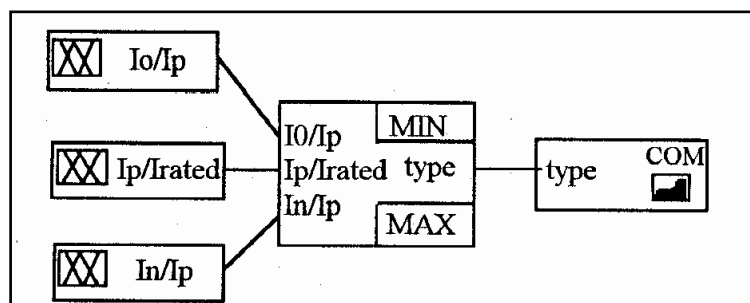 Io/Ip
Ip/Irated
In/Ip
I0/Ip
Ip/Irated
In/Ip
MIN
type
MAX
type
COM